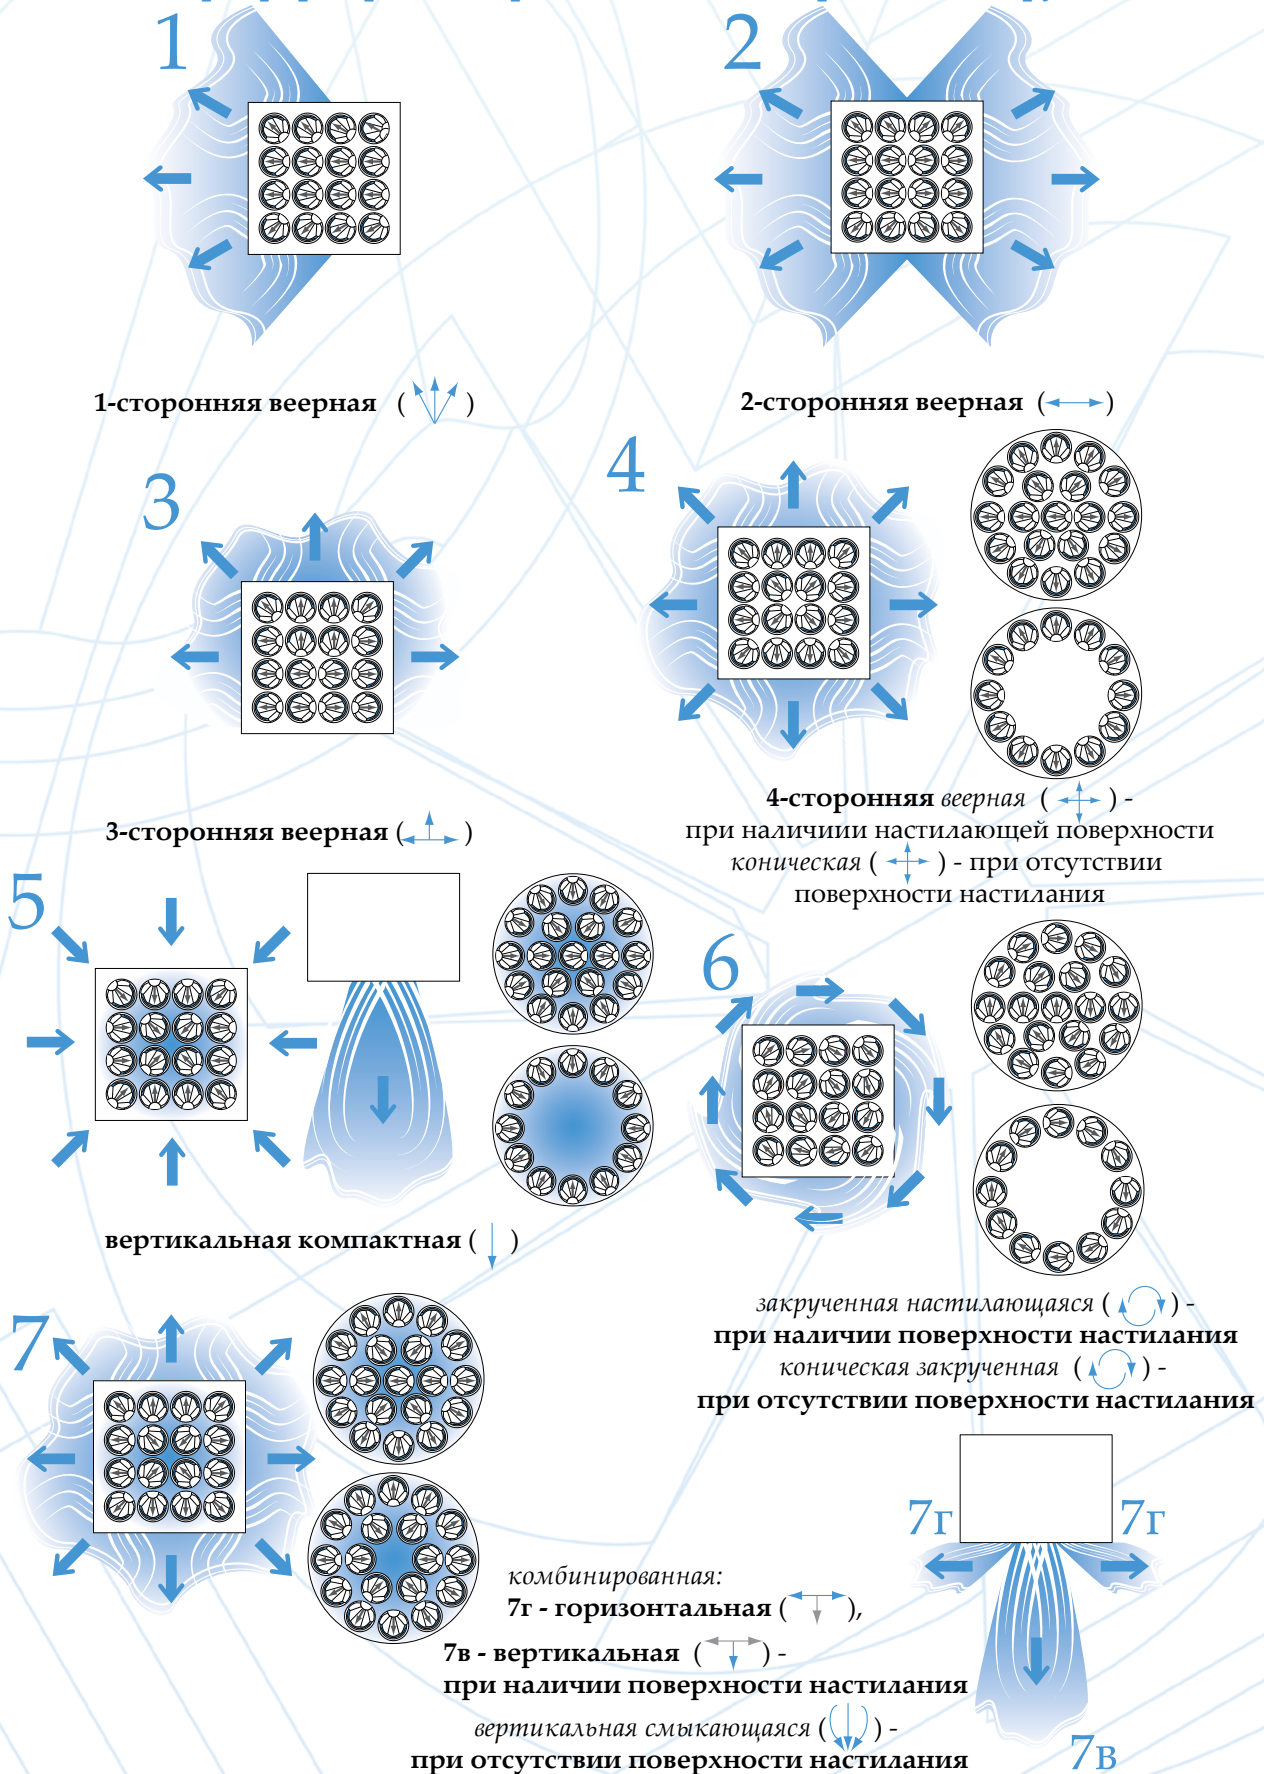 1
2
1-сторонняя веерная ( )
2-сторонняя веерная ( )
3
4
3-сторонняя веерная ( )
4-сторонняя веерная ( ) -
при наличиии настилающей поверхности
коническая ( ) - при отсутствии
поверхности настилания
5
6
вертикальная компактная ( )
закрученная настилающаяся ( ) -
при наличии поверхности настилания
коническая закрученная ( ) -
при отсутствии поверхности настилания
7
7г
7г
комбинированная:
7г - горизонтальная ( ),
7в - вертикальная ( ) -
при наличии поверхности настилания
вертикальная смыкающаяся ( ) -
при отсутствии поверхности настилания
7в